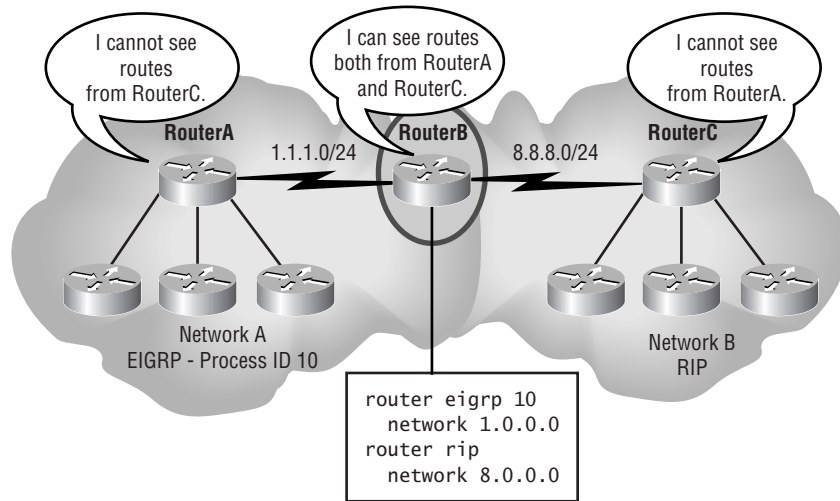 I cannot see
routes
from RouterC.
I can see routes
both from RouterA
and RouterC.
I cannot see
routes
from RouterA.
RouterA
RouterB
RouterC
1.1.1.0/24
8.8.8.0/24
Network A
EIGRP - Process ID 10
Network B
RIP
router eigrp 10
network 1.0.0.0
router rip
network 8.0.0.0